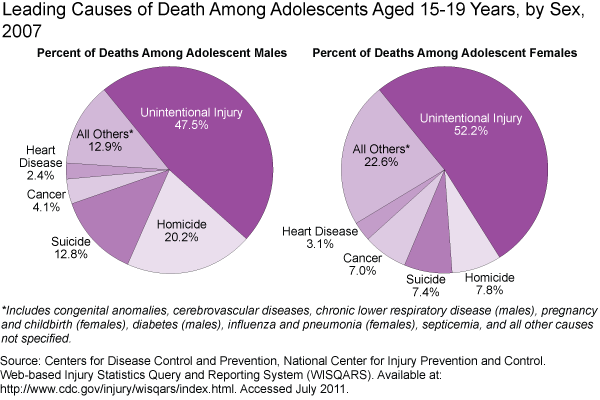 Leading Causes of Death Among Adolescents Aged 15-19 Years, by Sex,
2007
Percent of Deaths Among Adolescent Males
Unintentional Injury
47.5%
All Others*
12.9%
Heart
Disease
2.4%
Cancer
4.1%
Suicide
12.8%
Homicide
20.2%
Percent of Deaths Among Adolescent Females
Unintentional Injury
52.2%
All Others*
22.6%
Heart Disease
3.1%
Cancer
7.0%
Suicide
7.4%
Homicide
7.8%
*Includes congenital anomalies, cerebrovascular diseases, chronic lower respiratory disease (males), pregnancy
and childbirth (females), diabetes (males), influenza and pneumonia (females), septicemia, and all other causes
not specified.
Source: Centers for Disease Control and Prevention, National Center for Injury Prevention and Control.
Web-based Injury Statistics Query and Reporting System (WISQARS). Available at:
http://www.cdc.gov/injury/wisqars/index.html. Accessed July 2011.